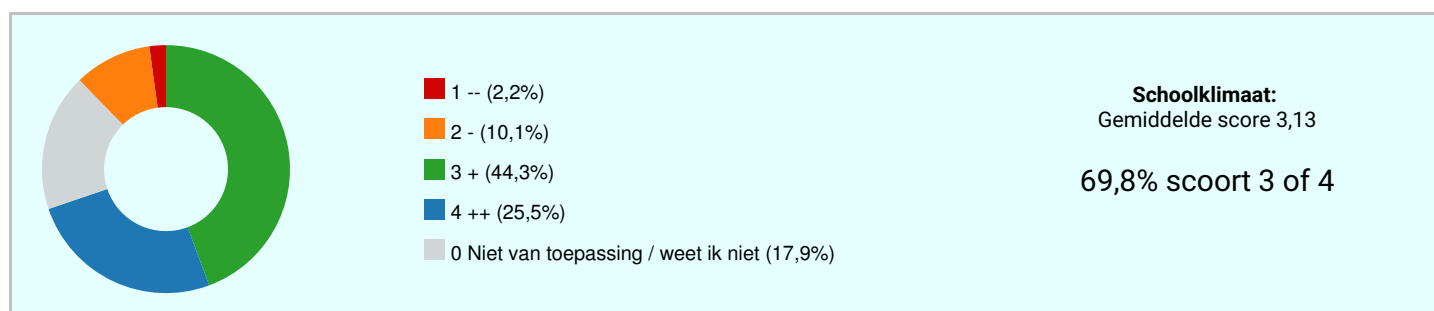 1 -- (2,2%)
2 - (10,1%)
3 + (44,3%)
4 ++ (25,5%)
0 Niet van toepassing / weet ik niet (17,9%)
Schoolklimaat:
Gemiddelde score 3,13
69,8% scoort 3 of 4